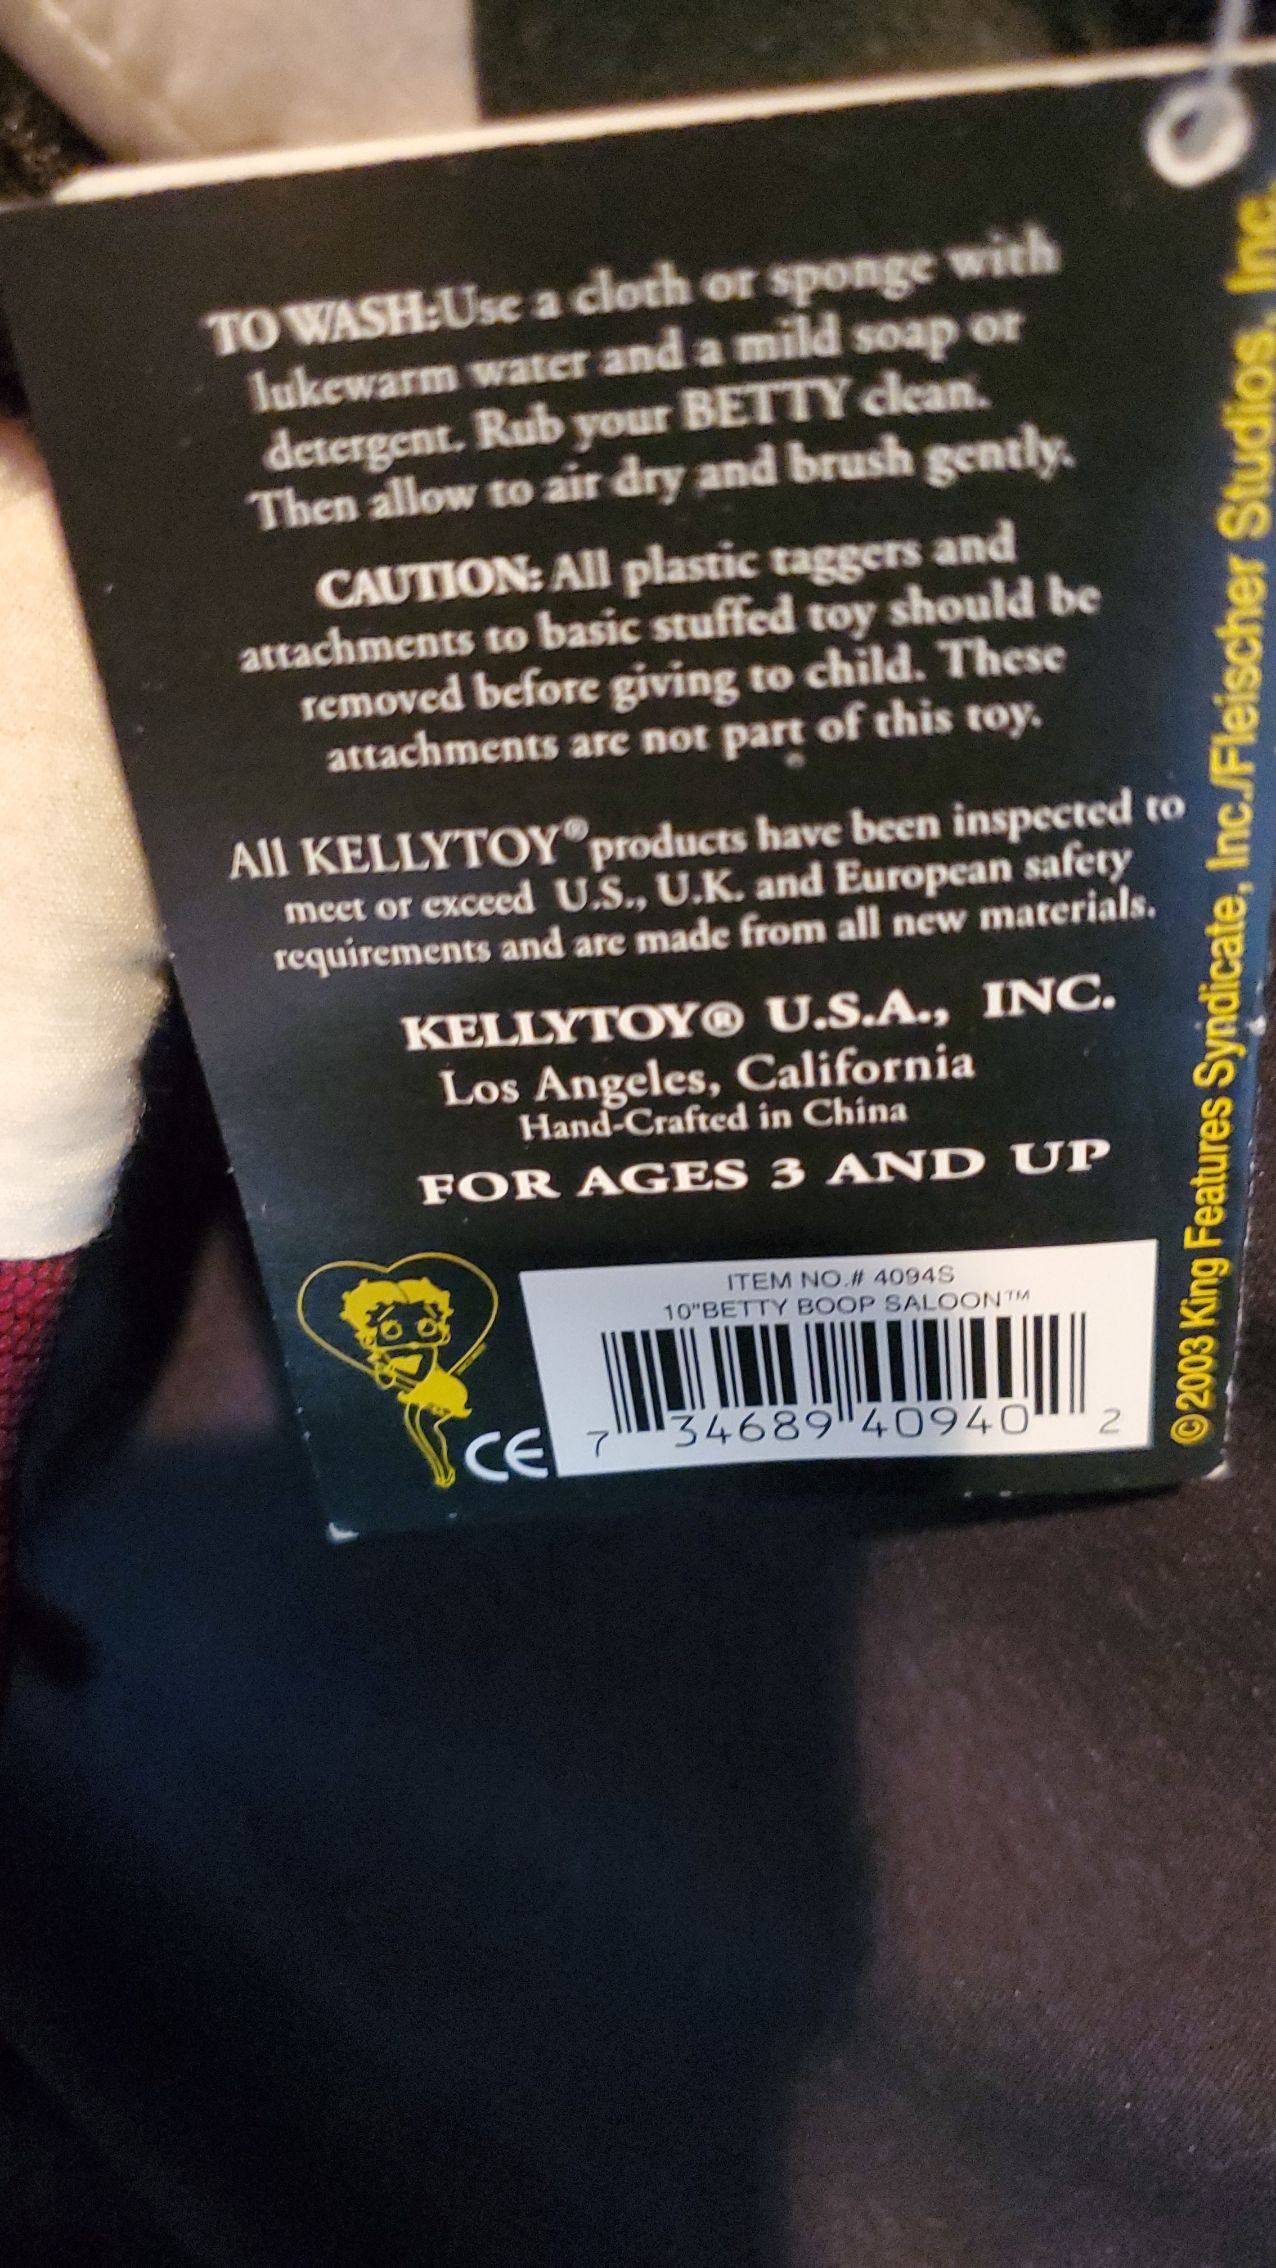 TO WASH:Use a cloth or sponge with
lukewarm water and a mild soap or
detergent. Rub your BETTY clean.
Then allow to air dry and brush gently.
CAUTION: All plastic taggers and
attachments to basic stuffed toy should be
removed before giving to child. These
attachments are not part of this toy.
All KELLYTOY® products have been inspected to
meet or exceed U.S., U.K. and European safety
requirements and are made from all new materials.
KELLYTOY® U.S.A., INC.
Los Angeles, California
Hand-Crafted in China
FOR AGES 3 AND UP
CE
ITEM NO.# 4094S
10"BETTY BOOP SALOON™
7 34689 40940 2
©2003 King Features Syndicate, Inc./Fleischer Studios, Inc.